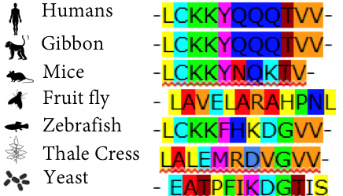 Humans -LCKKYQQQTVV-
Gibbon -LCKKYQQQTVV-
Mice -LCKKYNQKTV-
Fruit fly - LAVELARAHPNL
Zebrafish -LCKKFHKDGVV-
Thale Cress LALEMRDVGVV-
Yeast - EATPFIKDGTIS